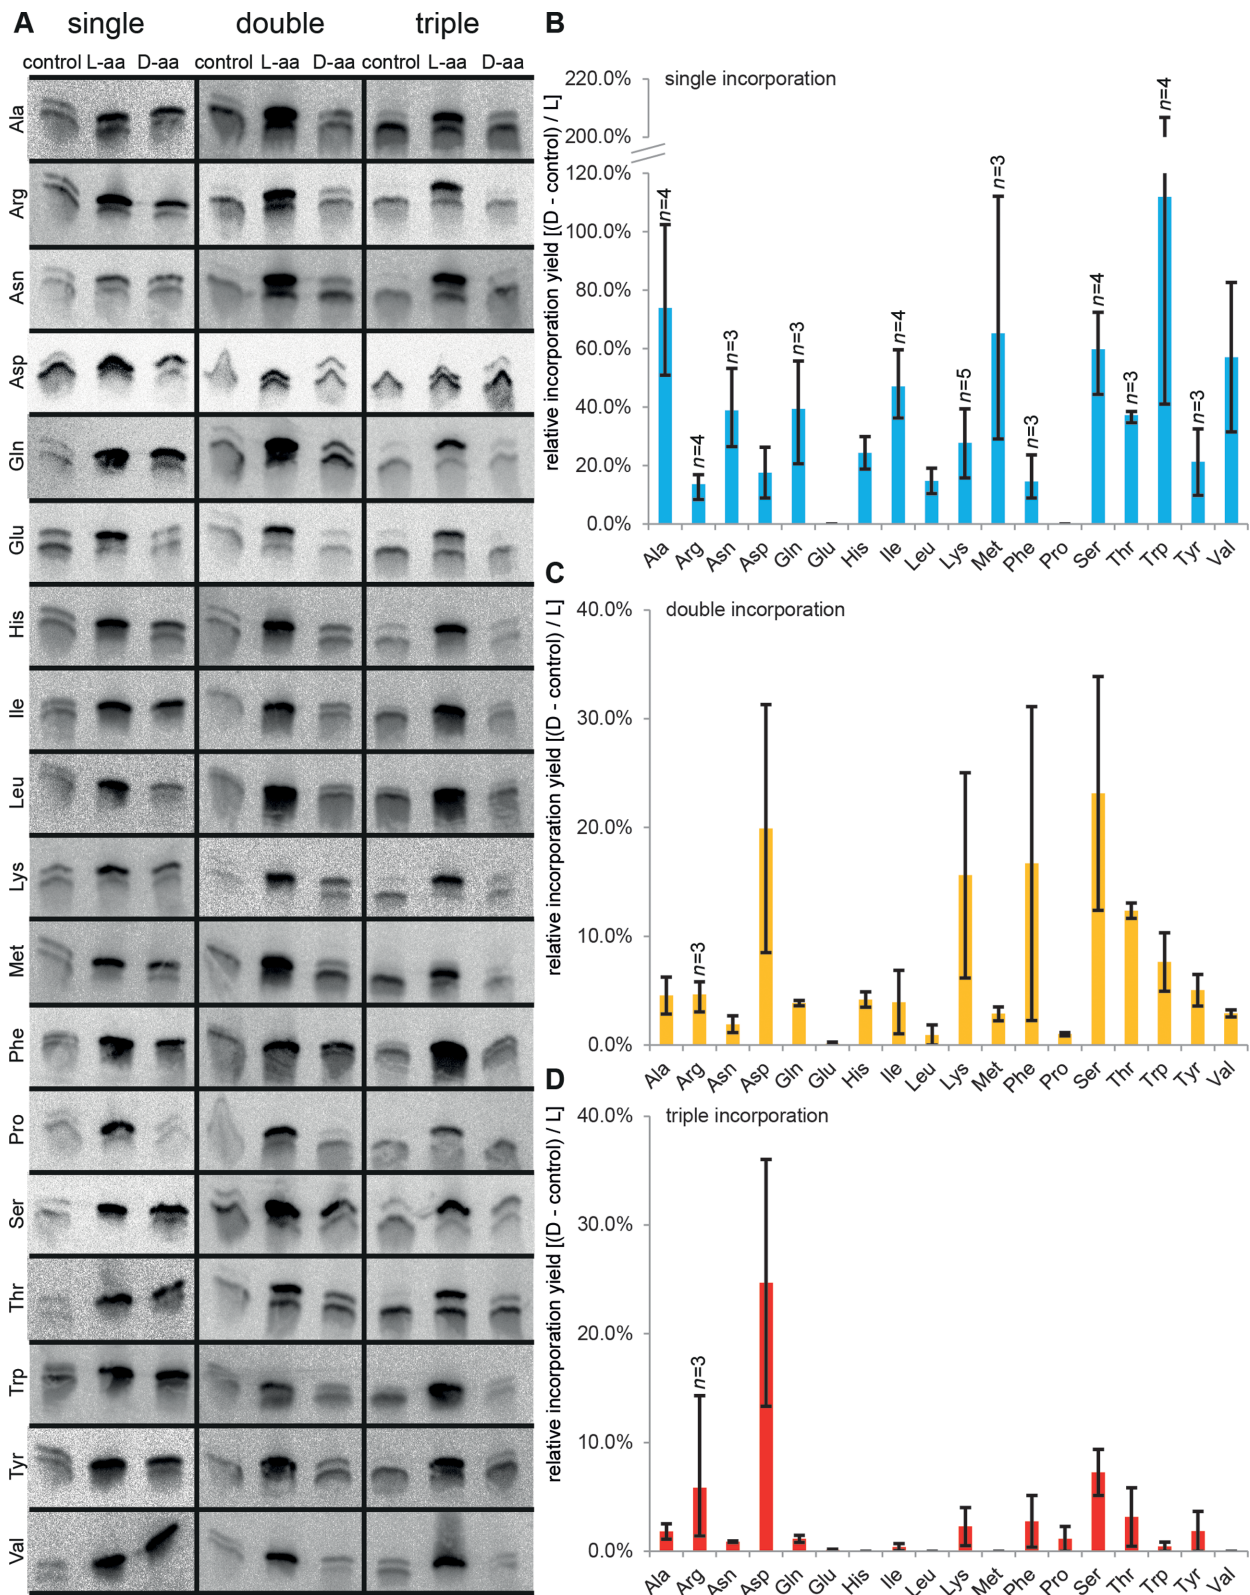 A
single
double
triple
control L-aa D-aa
control L-aa D-aa
control L-aa D-aa
Ala
Arg
Asn
Asp
Gln
Glu
His
Ile
Leu
Lys
Met
Phe
Pro
Ser
Thr
Trp
Tyr
Val
B
relative incorporation yield [(D - control) / L]
single incorporation
220.0%
200.0%
120.0%
100.0%
80.0%
60.0%
40.0%
20.0%
0.0%
n=4
n=4
n=3
n=3
n=4
n=5
n=3
n=3
n=4
n=3
n=4
n=3
Ala Arg Asn Asp Gln Glu His Ile Leu Lys Met Phe Pro Ser Thr Trp Tyr Val
C
relative incorporation yield [(D - control) / L]
double incorporation
40.0%
30.0%
20.0%
10.0%
0.0%
n=3
Ala Arg Asn Asp Gln Glu His Ile Leu Lys Met Phe Pro Ser Thr Trp Tyr Val
D
relative incorporation yield [(D - control) / L]
triple incorporation
40.0%
30.0%
20.0%
10.0%
0.0%
n=3
Ala Arg Asn Asp Gln Glu His Ile Leu Lys Met Phe Pro Ser Thr Trp Tyr Val